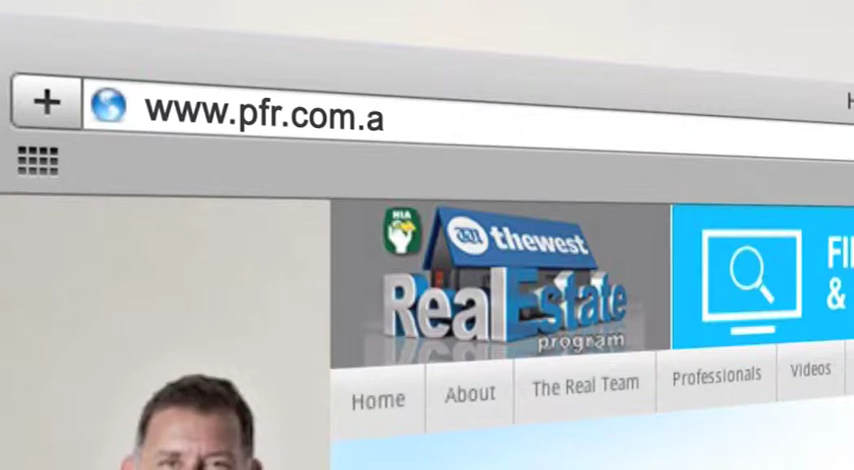 www.pfr.com.a
H
HIA
thewest
Real Estate
program
FI
&
Home
About
The Real Team
Professionals
Videos